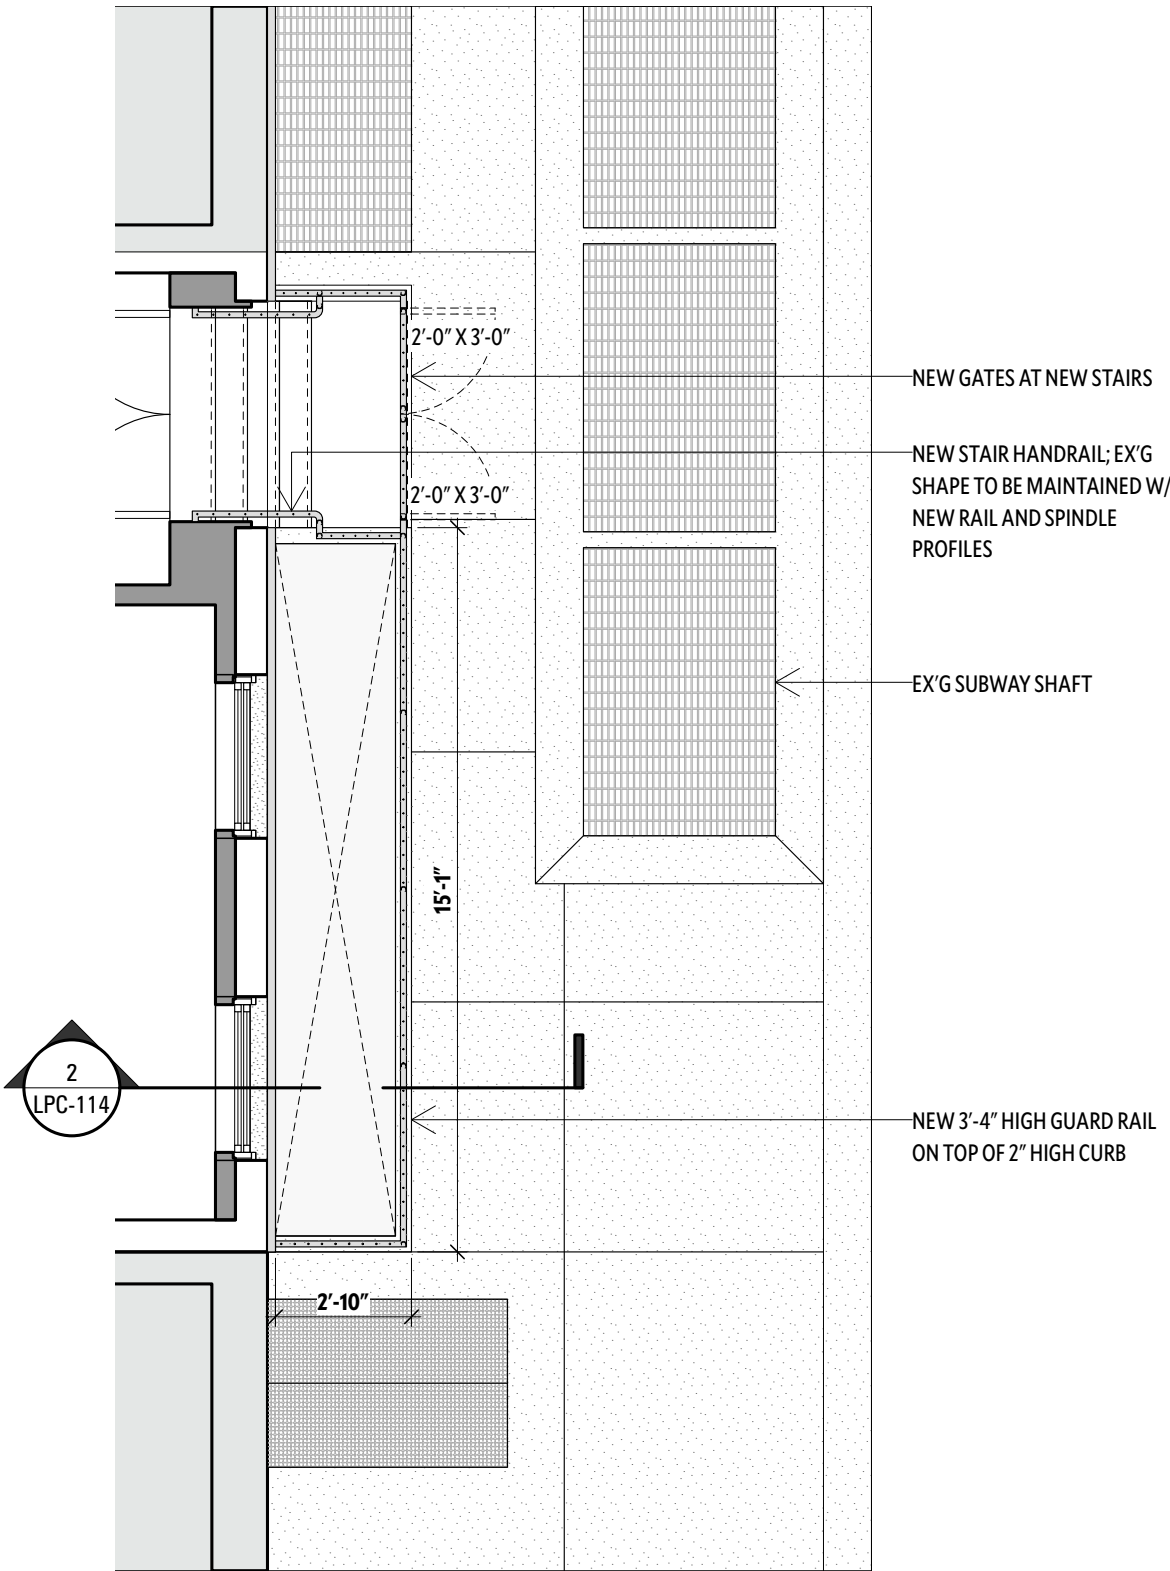 2'-0" X 3'-0"
NEW GATES AT NEW STAIRS
NEW STAIR HANDRAIL; EX'G
SHAPE TO BE MAINTAINED W/
NEW RAIL AND SPINDLE
PROFILES
2'-0" X 3'-0"
EX'G SUBWAY SHAFT
15'-1"
2
LPC-114
NEW 3'-4" HIGH GUARD RAIL
ON TOP OF 2" HIGH CURB
2'-10"